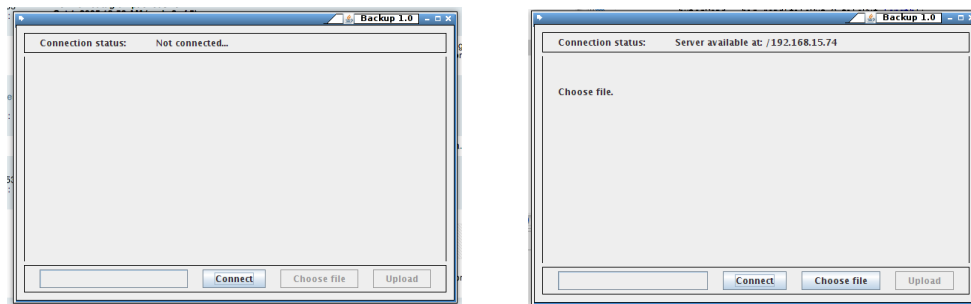 Backup 1.0
Connection status: Not connected...
Connect Choose file Upload
Backup 1.0
Connection status: Server available at: /192.168.15.74
Choose file.
Connect Choose file Upload